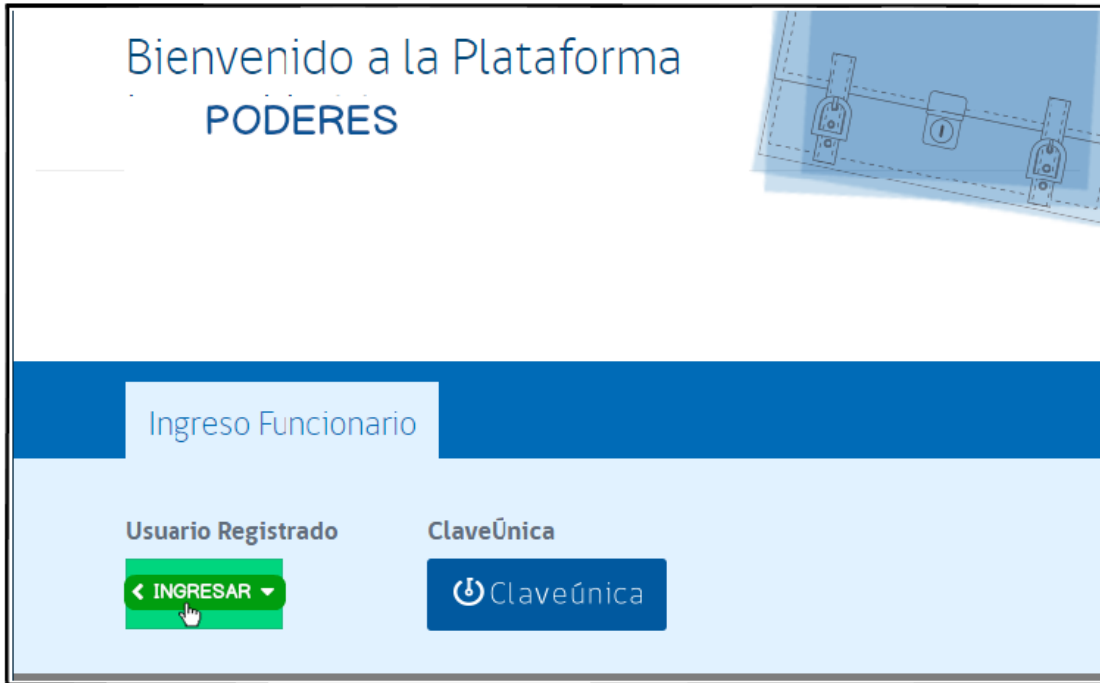 Bienvenido a la Plataforma
PODERES
Ingreso Funcionario
Usuario Registrado
ClaveÚnica
INGRESAR
Claveúnica